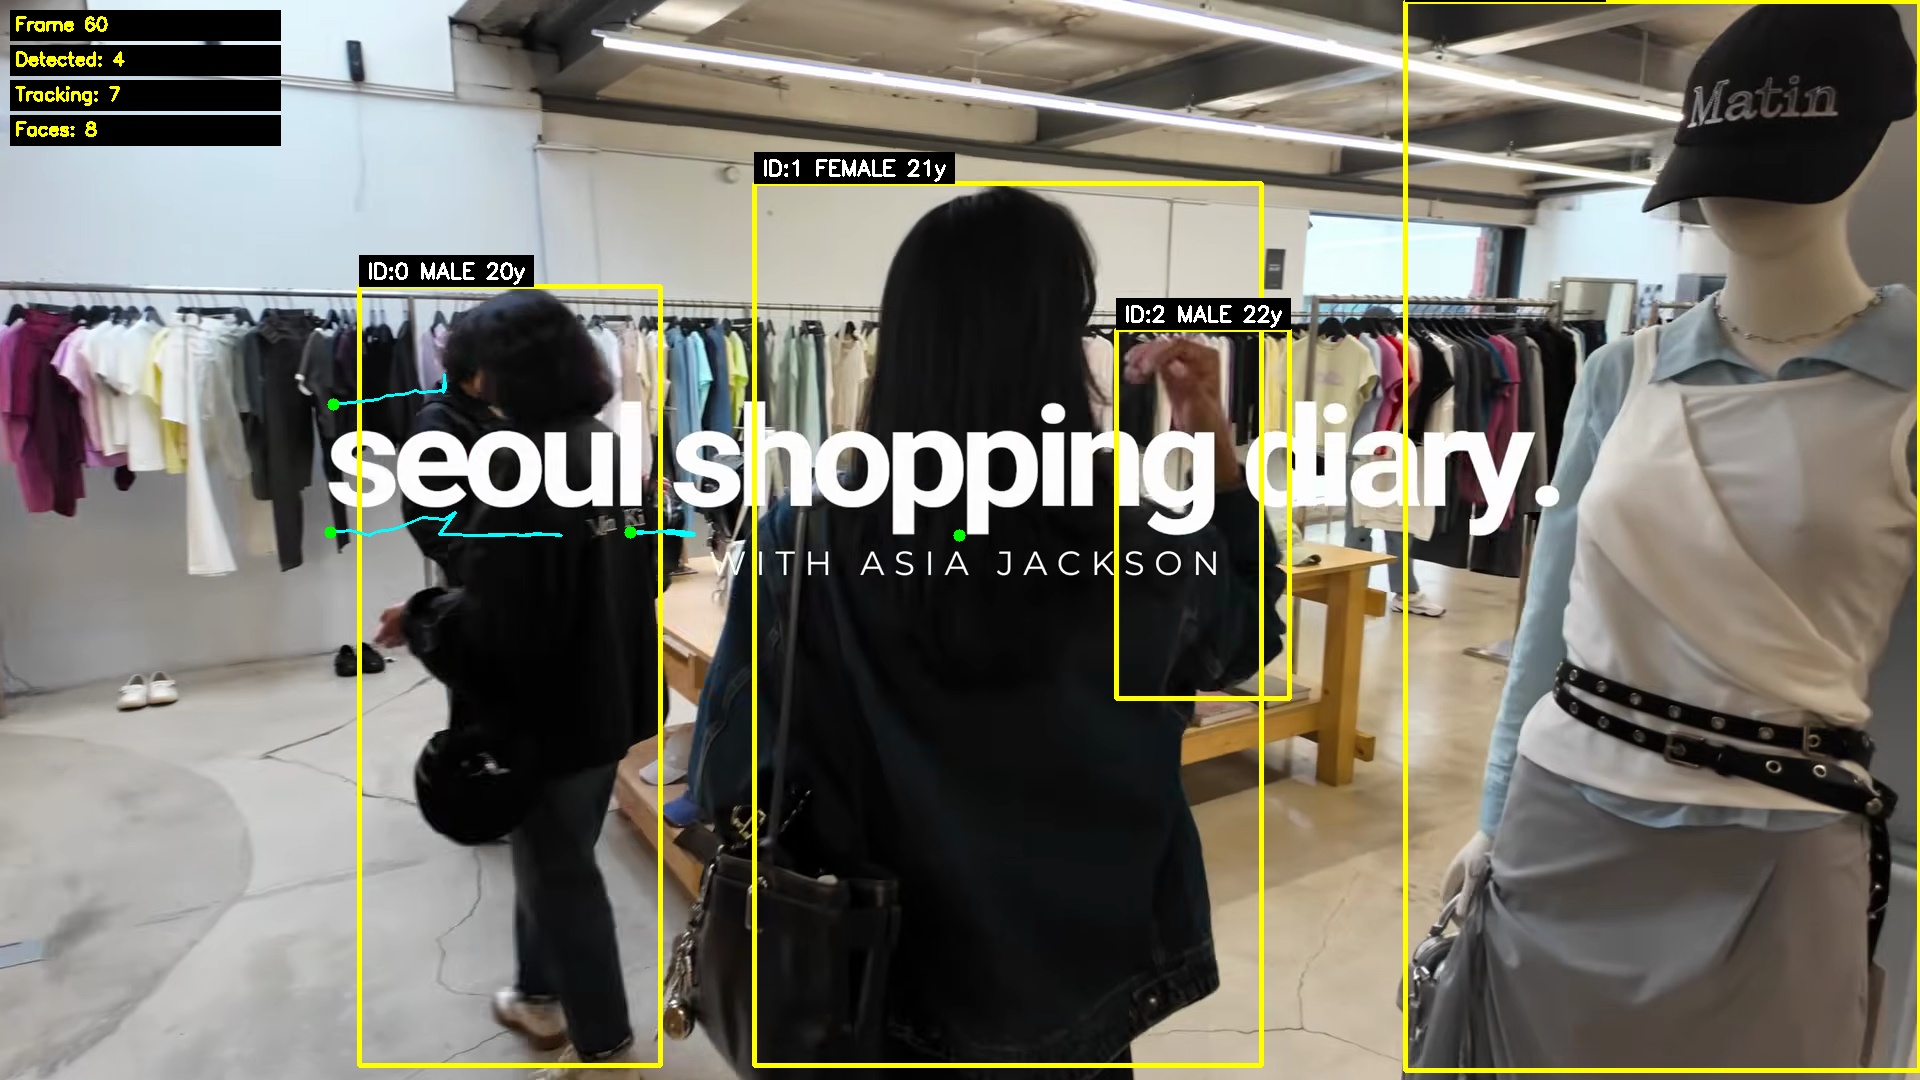 Frame 60
Detected: 4
Tracking: 7
Faces: 8
Matin
ID:1 FEMALE 21y
ID:0 MALE 20y
ID:2 MALE 22y
seoul shopping diary.
WITH ASIA JACKSON